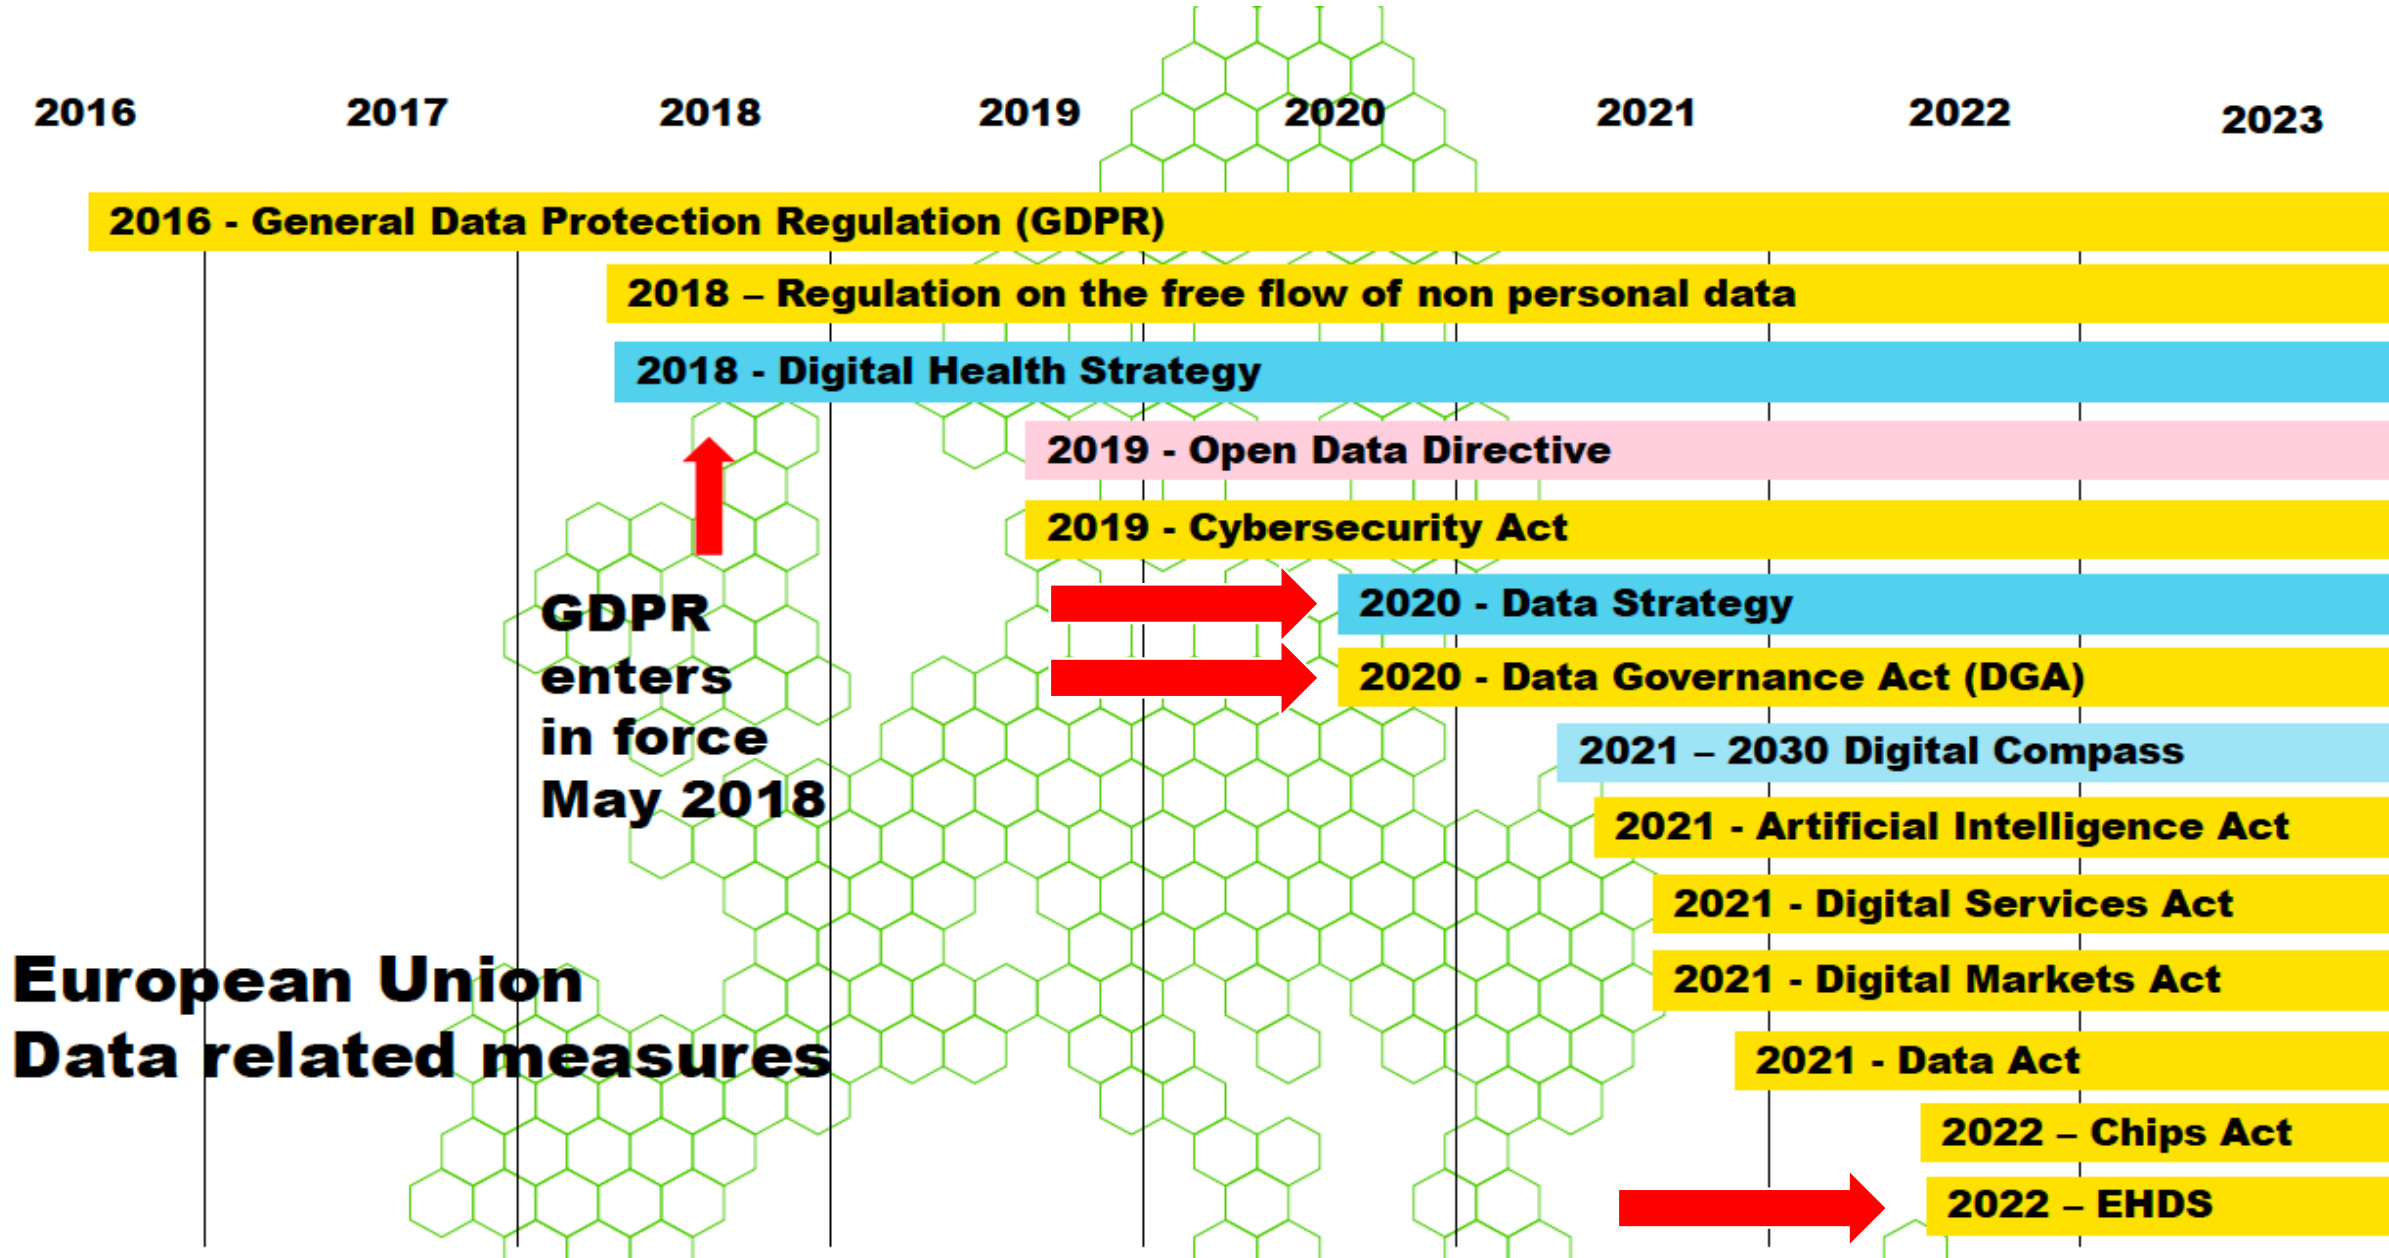 2016 2017 2018 2019 2020 2021 2022 2023
2016 - General Data Protection Regulation (GDPR)
2018 – Regulation on the free flow of non personal data
2018 - Digital Health Strategy
2019 - Open Data Directive
2019 - Cybersecurity Act
2020 - Data Strategy
2020 - Data Governance Act (DGA)
2021 – 2030 Digital Compass
2021 - Artificial Intelligence Act
2021 - Digital Services Act
2021 - Digital Markets Act
2021 - Data Act
2022 – Chips Act
2022 – EHDS
GDPR
enters
in force
May 2018
European Union
Data related measures